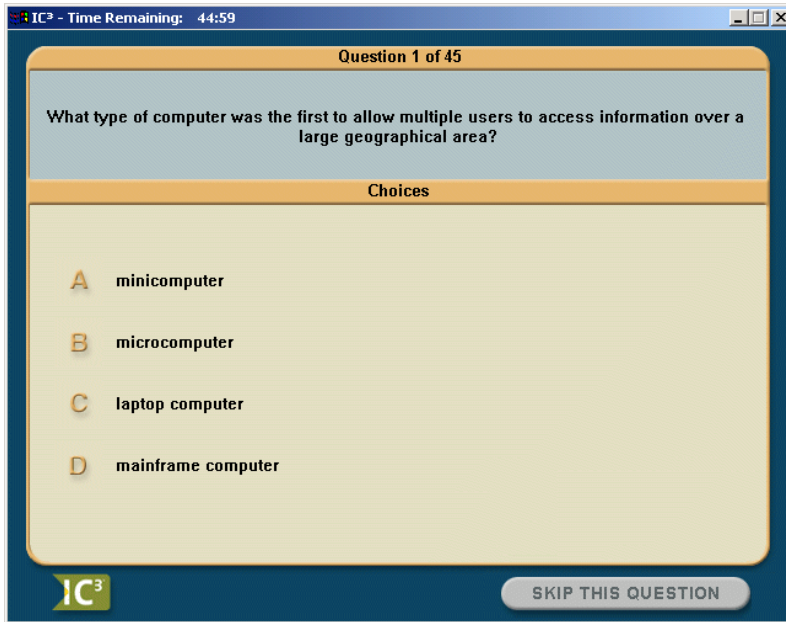 IC³ - Time Remaining: 44:59
Question 1 of 45
What type of computer was the first to allow multiple users to access information over a
large geographical area?
Choices
A minicomputer
B microcomputer
C laptop computer
D mainframe computer
IC³
SKIP THIS QUESTION